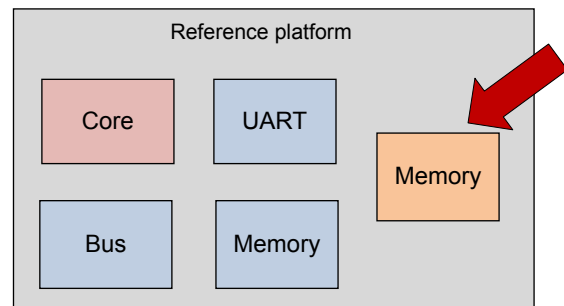 Reference platform
Core
UART
Memory
Bus
Memory